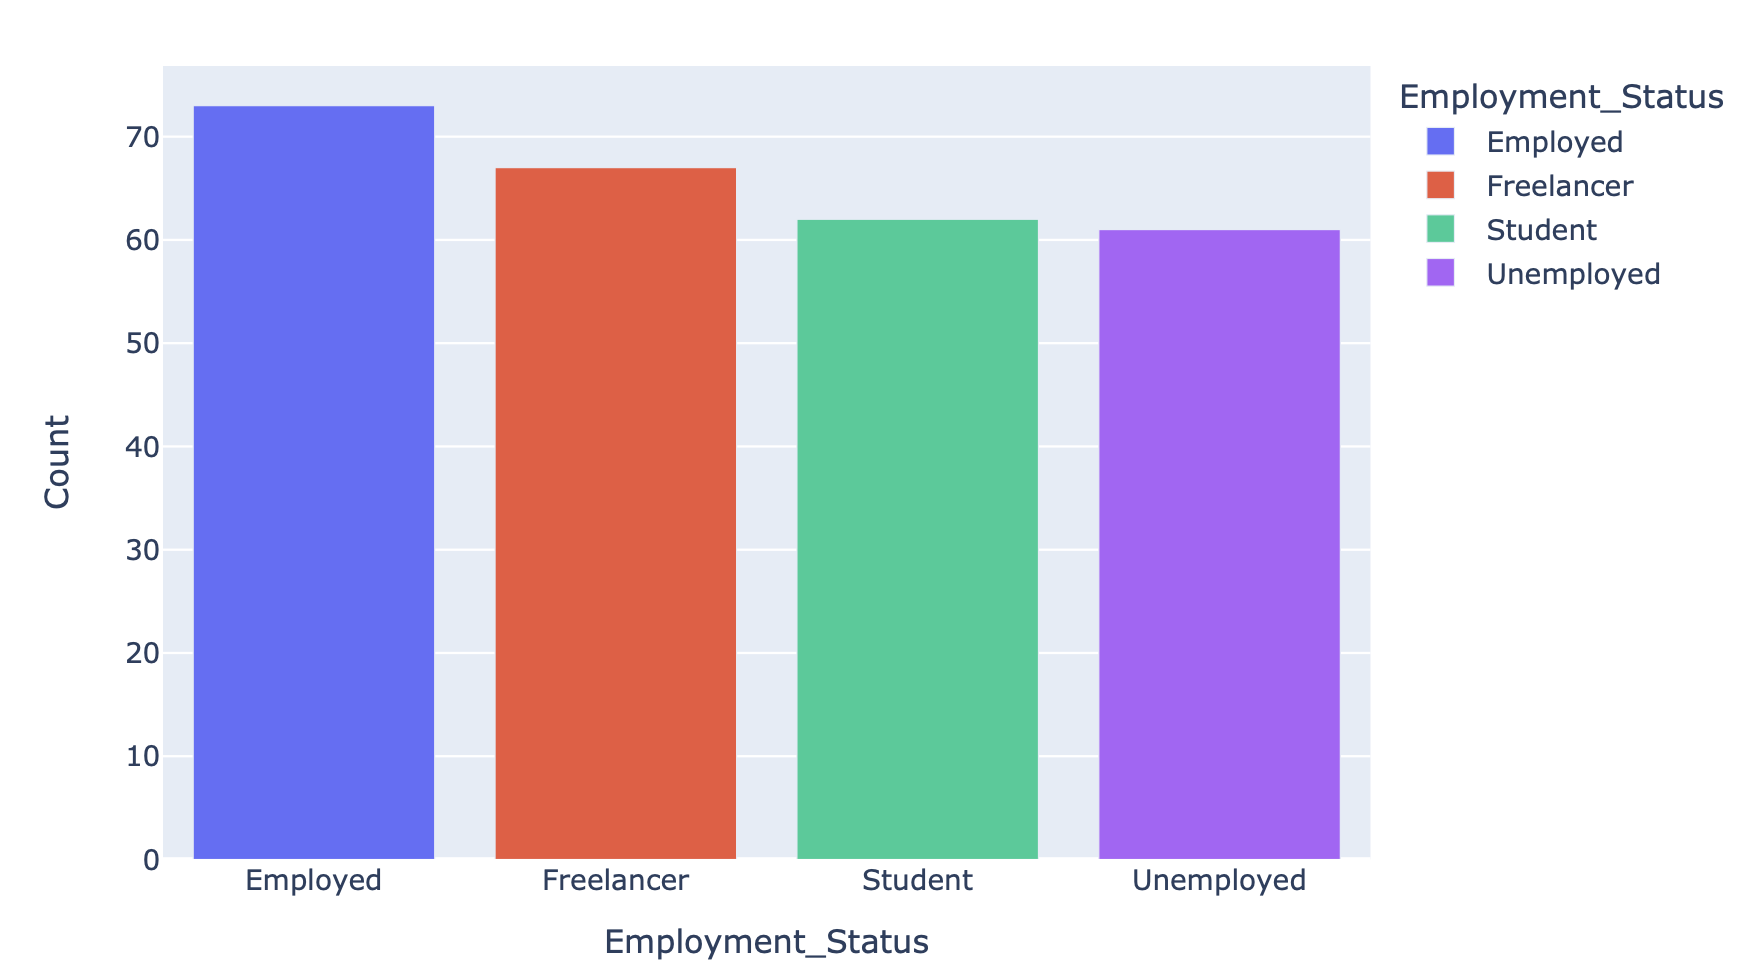 Employment_Status
Employed
Freelancer
Student
Unemployed
Count
70
60
50
40
30
20
10
0
Employed Freelancer Student Unemployed
Employment_Status